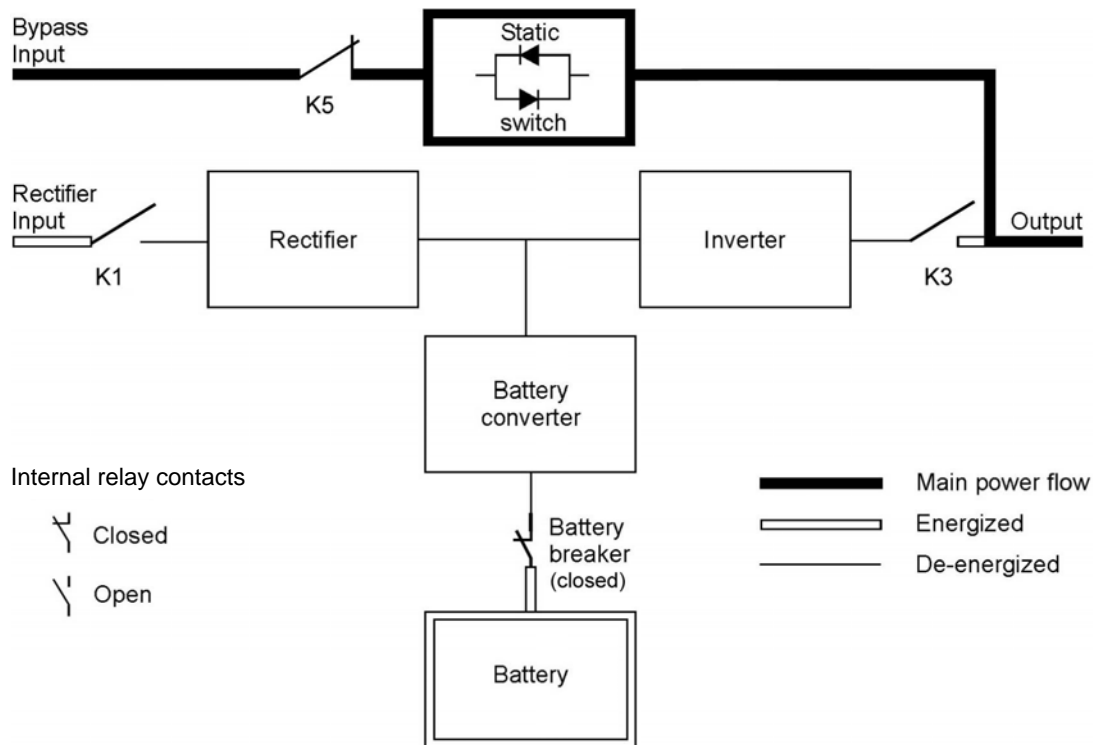 Bypass
Input
K5
Static
switch
Rectifier
Input
K1
Rectifier
Inverter
K3
Output
Battery
converter
Internal relay contacts
Closed
Open
Battery
breaker
(closed)
Battery
Main power flow
Energized
De-energized